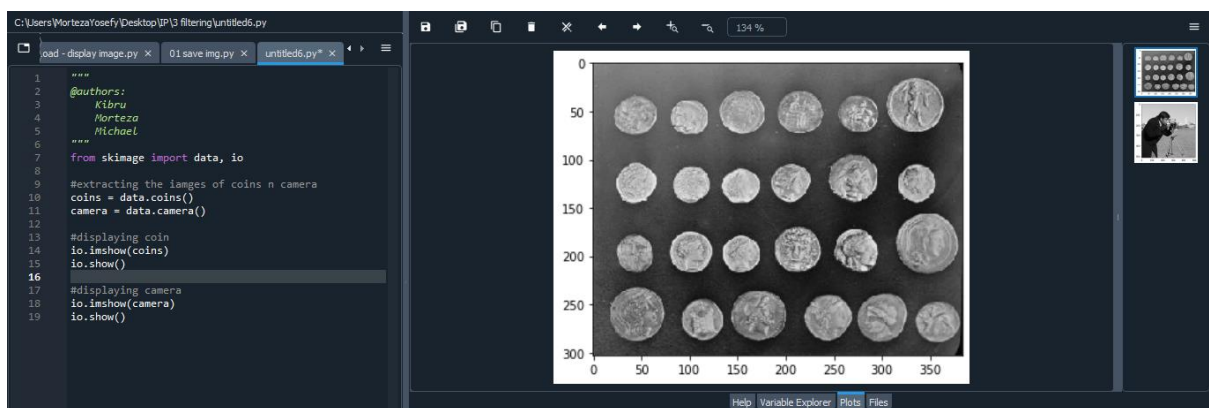 C:\Users\MortezaYosefy\Desktop\IP\3 filtering\untitled6.py
oad - display image.py
01 save img.py
untitled6.py*
1 """
2 @authors:
3 Kibru
4 Morteza
5 Michael
6 """
7 from skimage import data, io
8
9 #extracting the iamges of coins n camera
10 coins = data.coins()
11 camera = data.camera()
12
13 #displaying coin
14 io.imshow(coins)
15 io.show()
16
17 #displaying camera
18 io.imshow(camera)
19 io.show()
134 %
0
50
100
150
200
250
300
0 50 100 150 200 250 300 350
Help Variable Explorer Plots Files